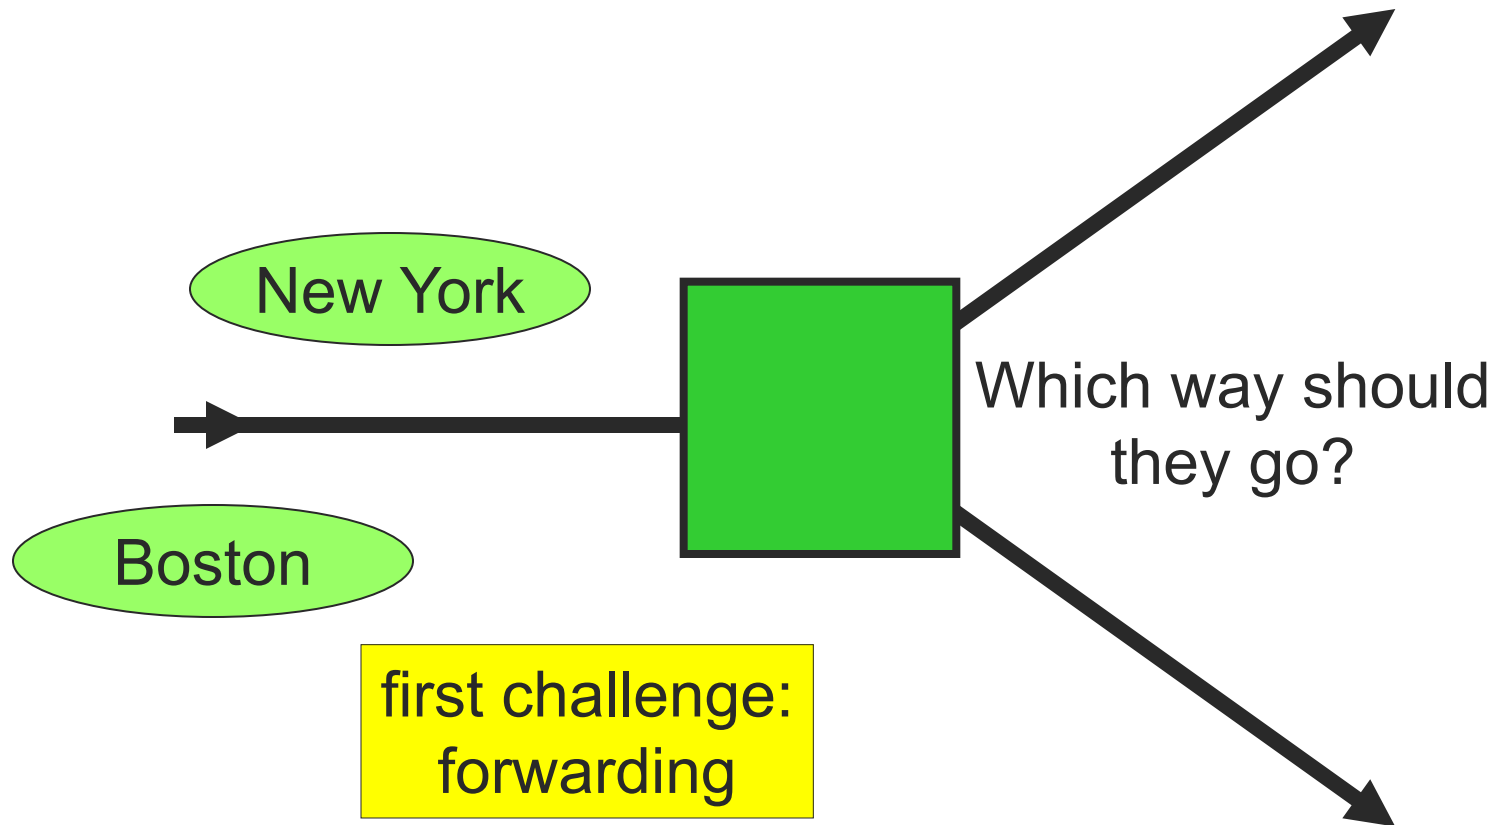 New York
Which way should
they go?
Boston
first challenge:
forwarding